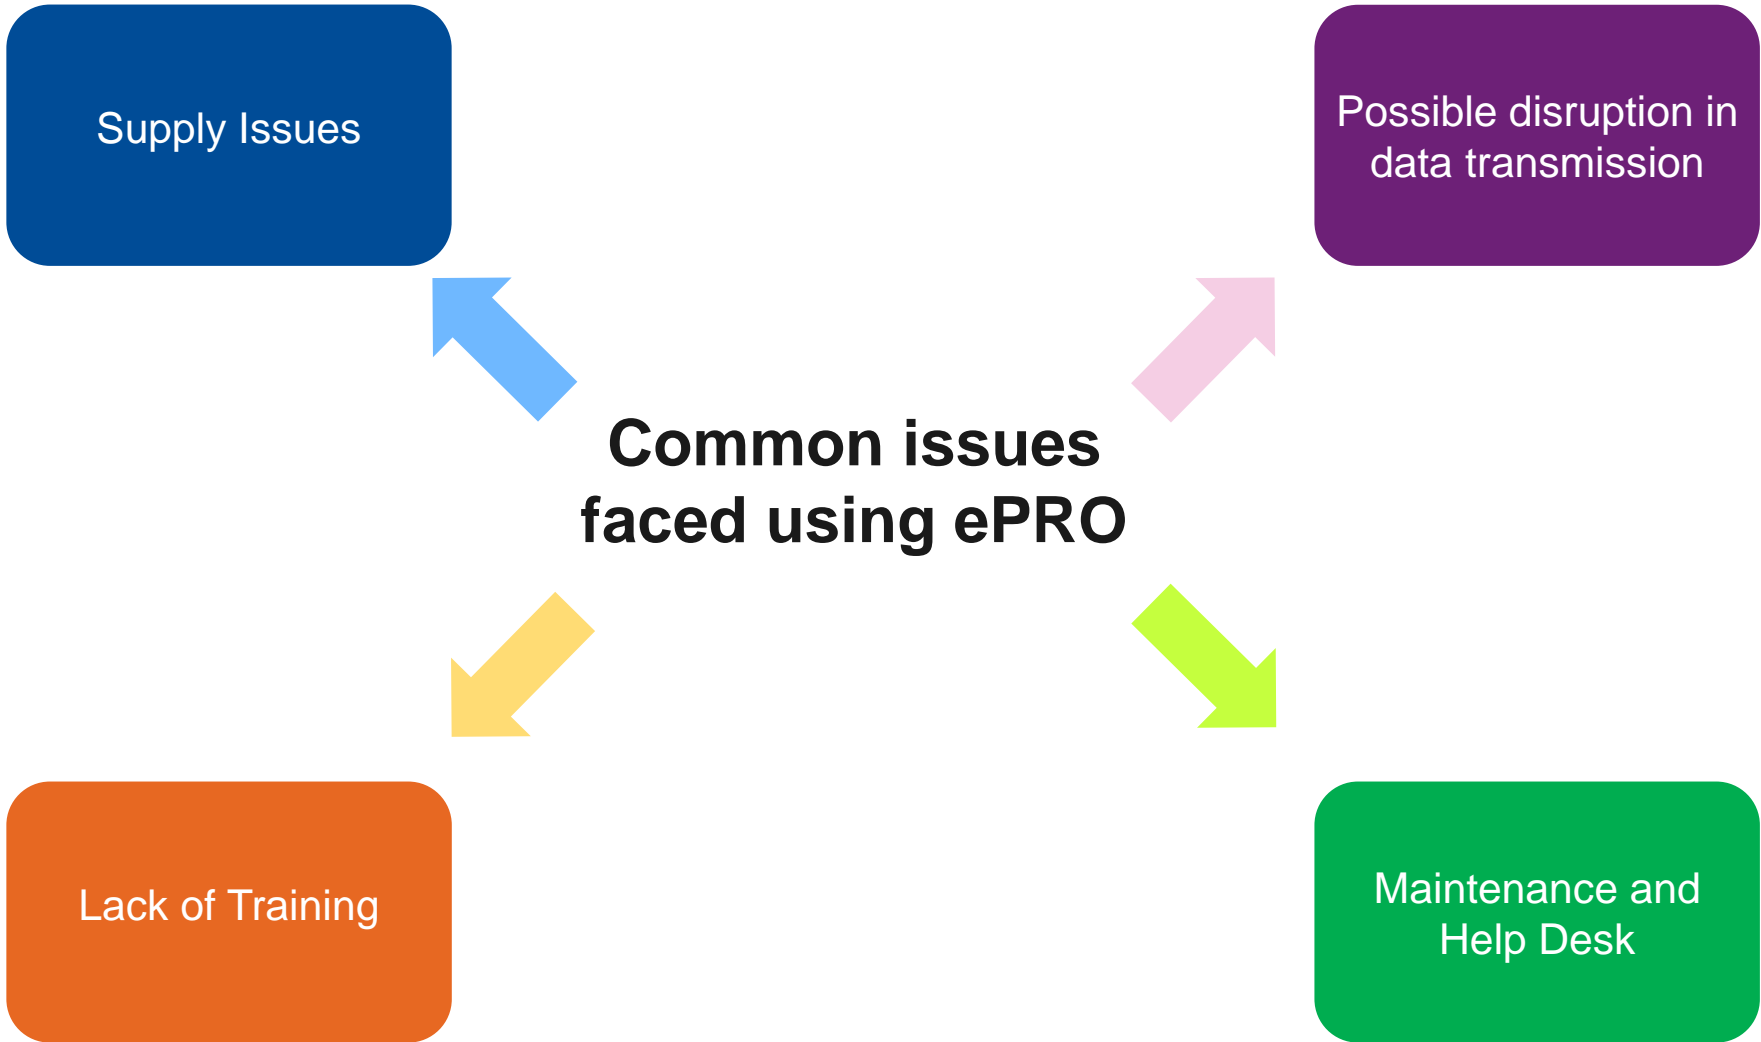 Supply Issues
Possible disruption in
data transmission
Common issues
faced using ePRO
Lack of Training
Maintenance and
Help Desk